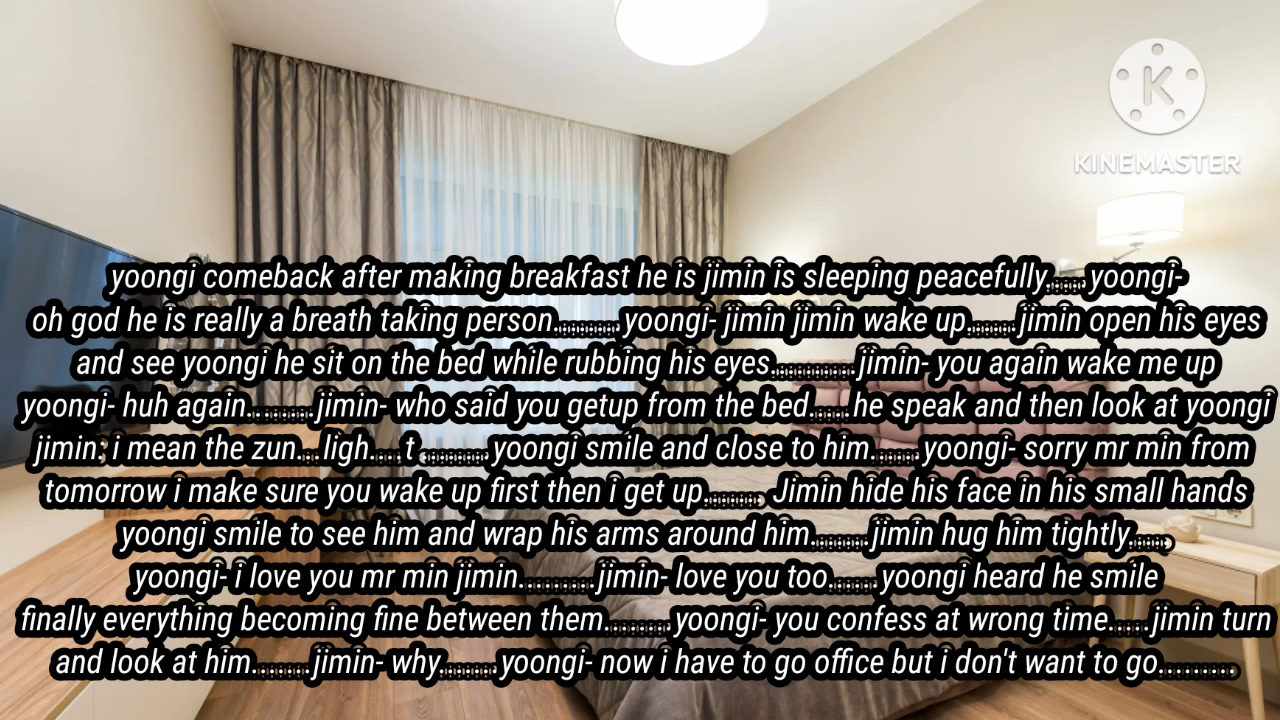 KINEMASTER
yoongi comeback after making breakfast he is jimin is sleeping peacefully......yoongi-
oh god he is really a breath taking person.......... yoongi- jimin jimin wake up........jimin open his eyes
and see yoongi he sit on the bed while rubbing his eyes.............jimin- you again wake me up
yoongi- huh again..........jimin- who said you getup from the bed......he speak and then look at yoongi
jimin: i mean the zun.... ligh.....t ..........yoongi smile and close to him.......yoongi- sorry mr min from
tomorrow i make sure you wake up first then i get up......... Jimin hide his face in his small hands
yoongi smile to see him and wrap his arms around him.........jimin hug him tightly......
yoongi- i love you mr min jimin...........jimin- love you too........yoongi heard he smile
finally everything becoming fine between them..........yoongi- you confess at wrong time......jimin turn
and look at him........jimin- why........yoongi- now i have to go office but i don't want to go............